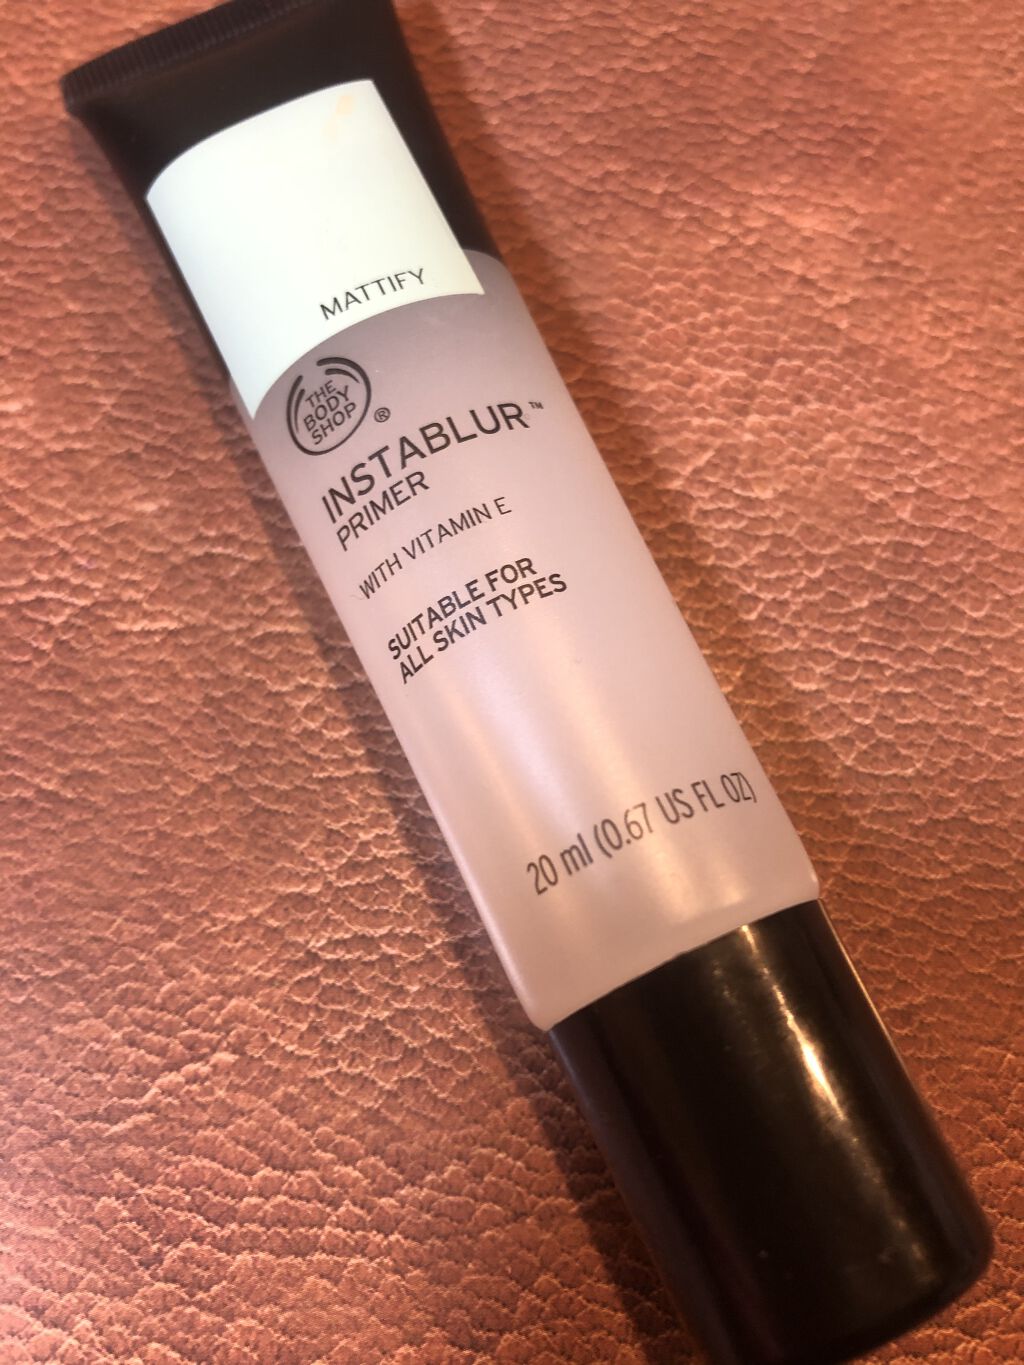 MATTIFY
THE
BODY
SHOP
®
INSTABLUR™
PRIMER
WITH VITAMIN E
SUITABLE FOR
ALL SKIN TYPES
20 ml (0.67 US FL OZ)